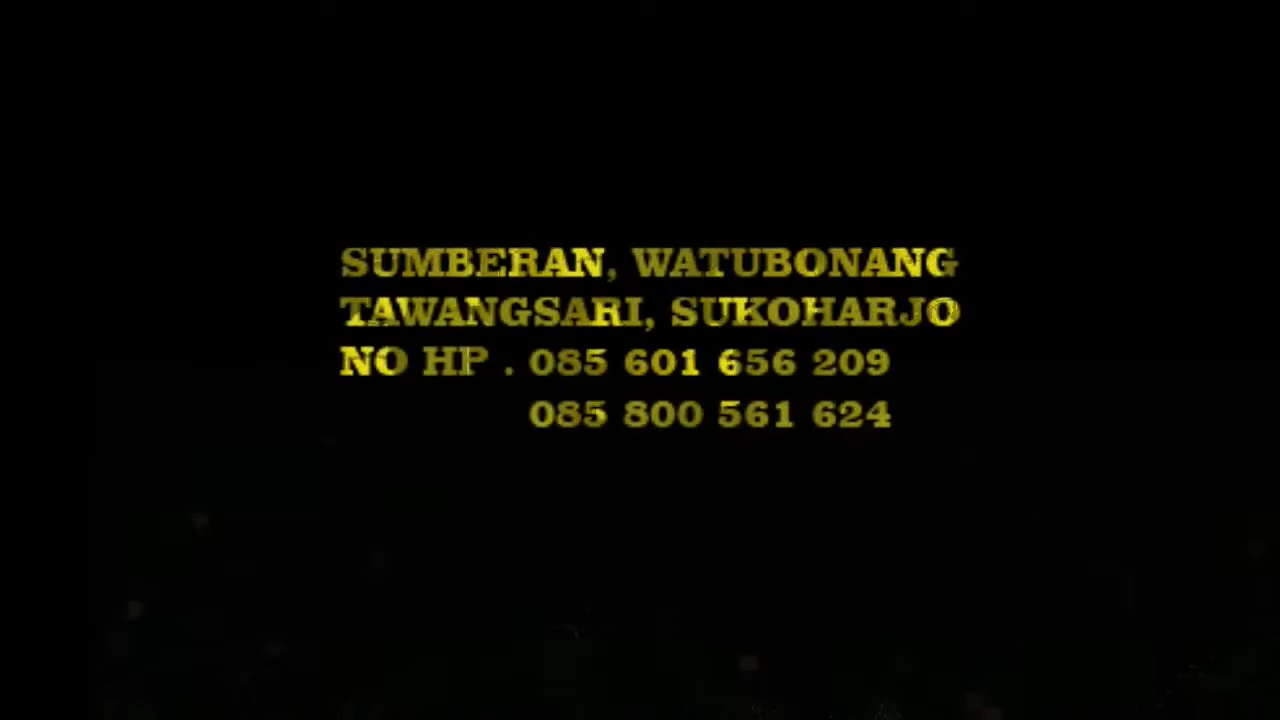 SUMBERAN, WATUBONANG
TAWANGSARI, SUKOHARJO
NO HP . 085 601 656 209
085 800 561 624